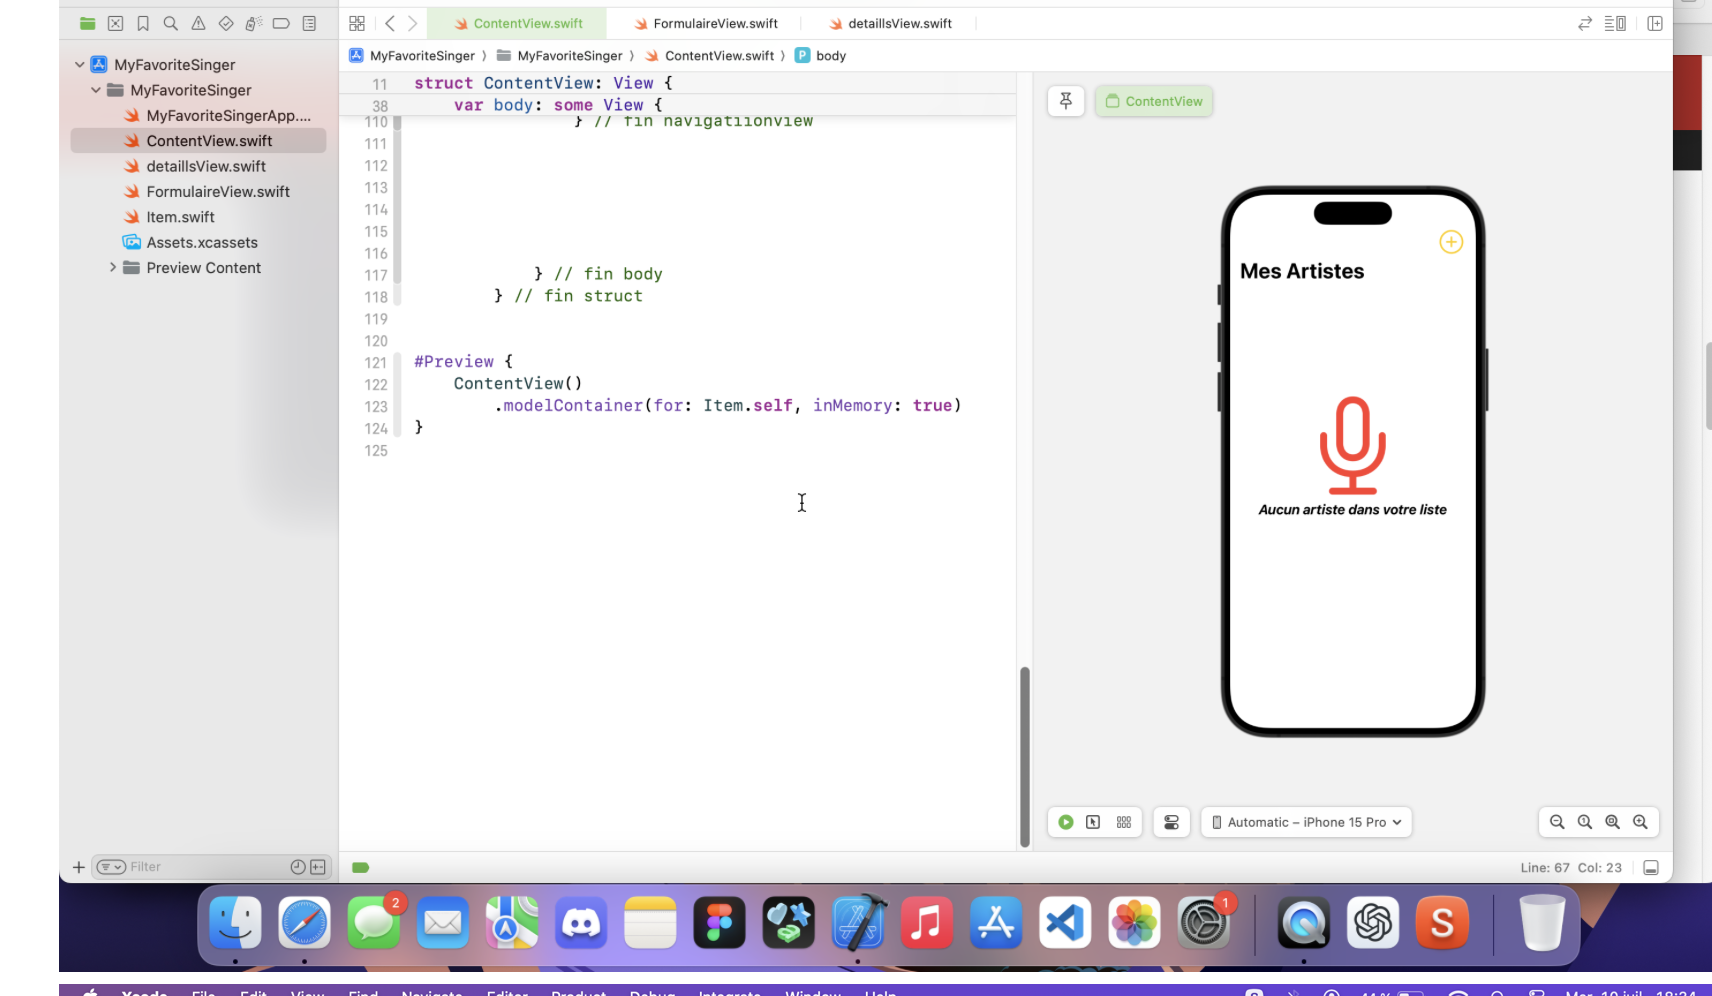 ContentView.swift
FormulaireView.swift
detaillsView.swift
MyFavoriteSinger
MyFavoriteSinger
ContentView.swift
body
MyFavoriteSinger
MyFavoriteSinger
MyFavoriteSingerApp....
ContentView.swift
detaillsView.swift
FormulaireView.swift
Item.swift
Assets.xcassets
Preview Content
Filter
11 struct ContentView: View {
38 var body: some View {
110 } // fin navigatiionview
111
112
113
114
115
116
117 } // fin body
118 } // fin struct
119
120
121 #Preview {
122 ContentView()
123 .modelContainer(for: Item.self, inMemory: true)
124 }
125
ContentView
Mes Artistes
Aucun artiste dans votre liste
Automatic – iPhone 15 Pro
Line: 67 Col: 23
2
1
S
Xcode File Edit View Find Navigate Editor Product Debug Integrate Window Help